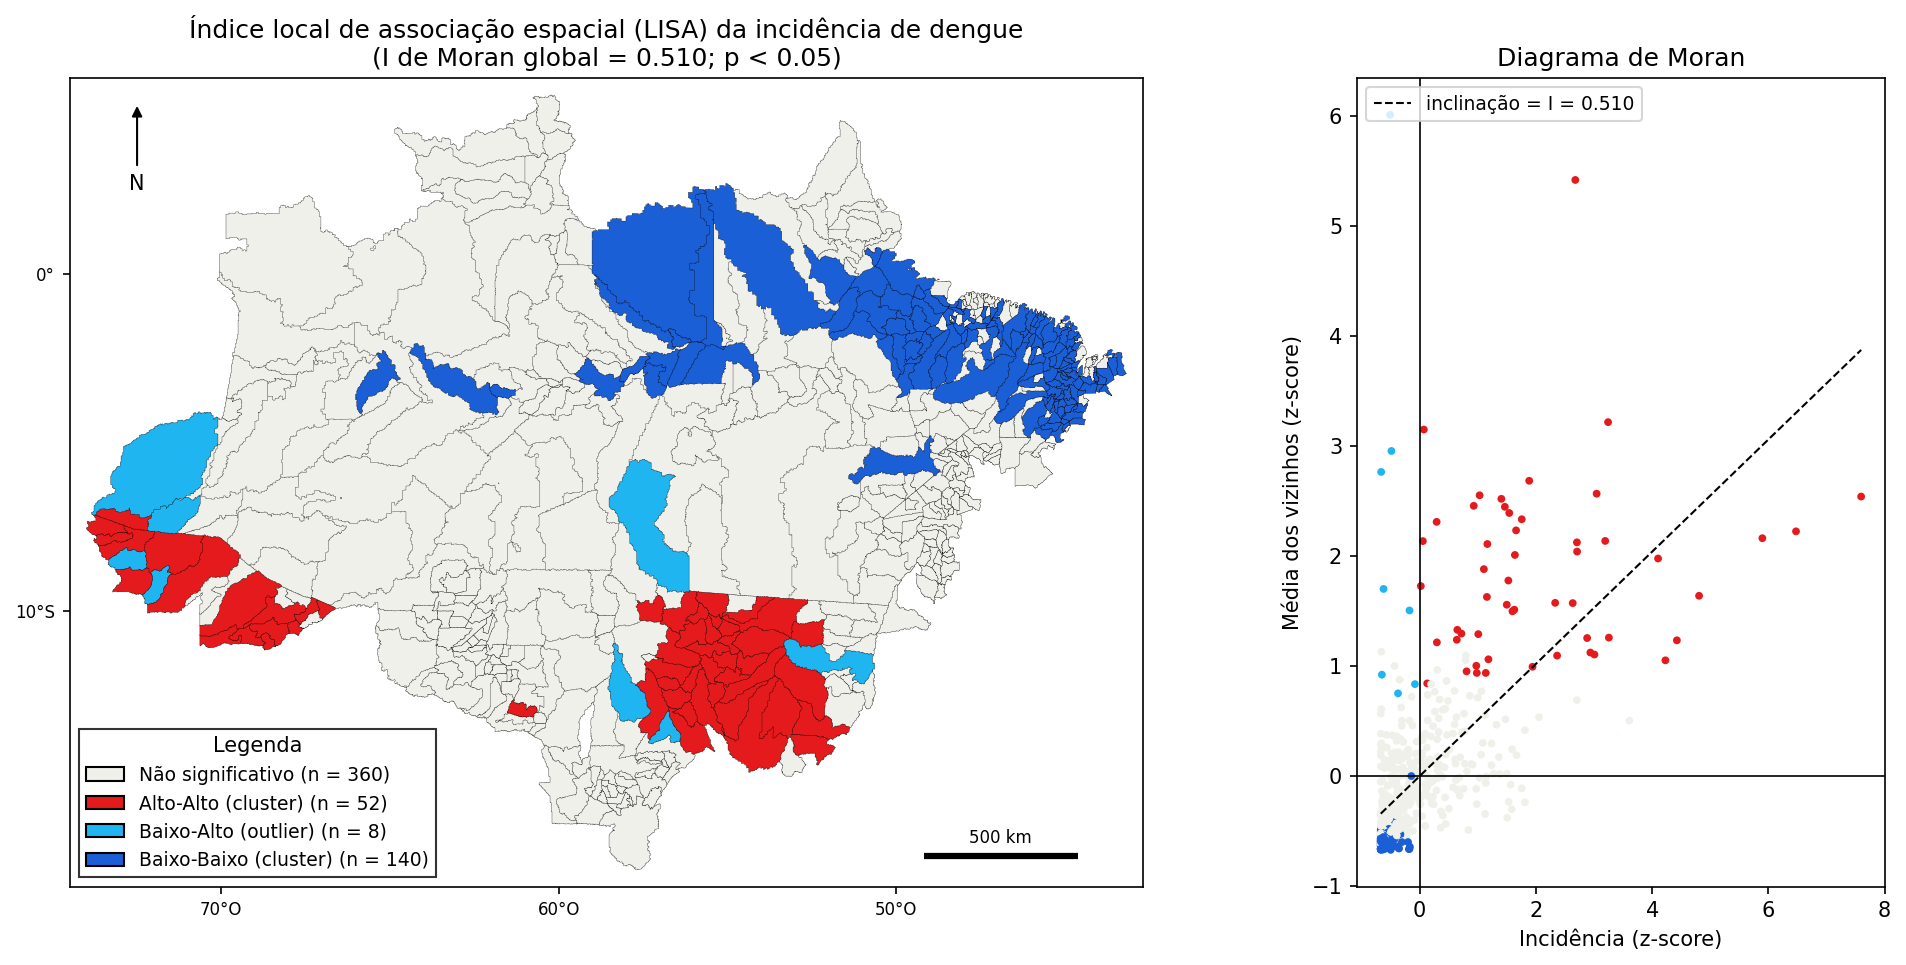 Índice local de associação espacial (LISA) da incidência de dengue
(I de Moran global = 0.510; p < 0.05)
N
0°
10°S
70°O
60°O
50°O
Legenda
Não significativo (n = 360)
Alto-Alto (cluster) (n = 52)
Baixo-Alto (outlier) (n = 8)
Baixo-Baixo (cluster) (n = 140)
500 km
Diagrama de Moran
inclinação = I = 0.510
Média dos vizinhos (z-score)
6
5
4
3
2
1
0
−1
0
2
4
6
8
Incidência (z-score)